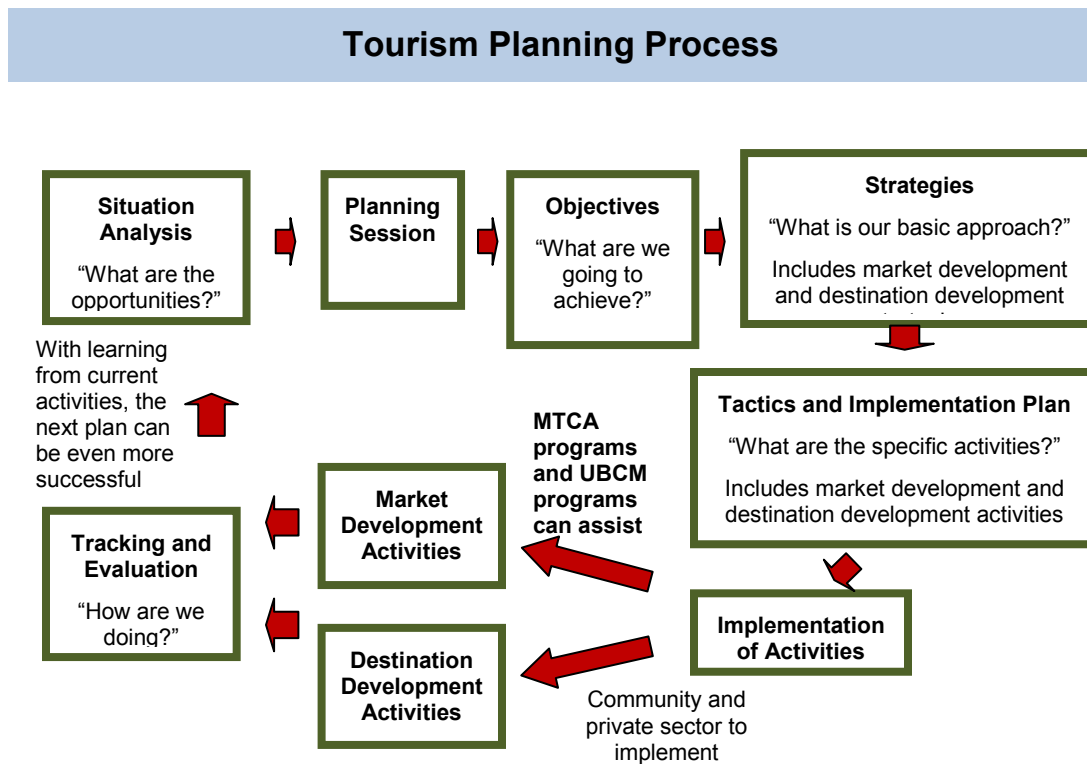 Tourism Planning Process
Situation
Analysis
“What are the
opportunities?”
Planning
Session
Objectives
“What are we
going to
achieve?”
Strategies
“What is our basic approach?”
Includes market development
and destination development
Tactics and Implementation Plan
“What are the specific activities?”
Includes market development and
destination development activities
Implementation
of Activities
MTCA
programs
and UBCM
programs
can assist
Community and
private sector to
implement
Market
Development
Activities
Destination
Development
Activities
Tracking and
Evaluation
“How are we
doing?”
With learning
from current
activities, the
next plan can
be even more
successful